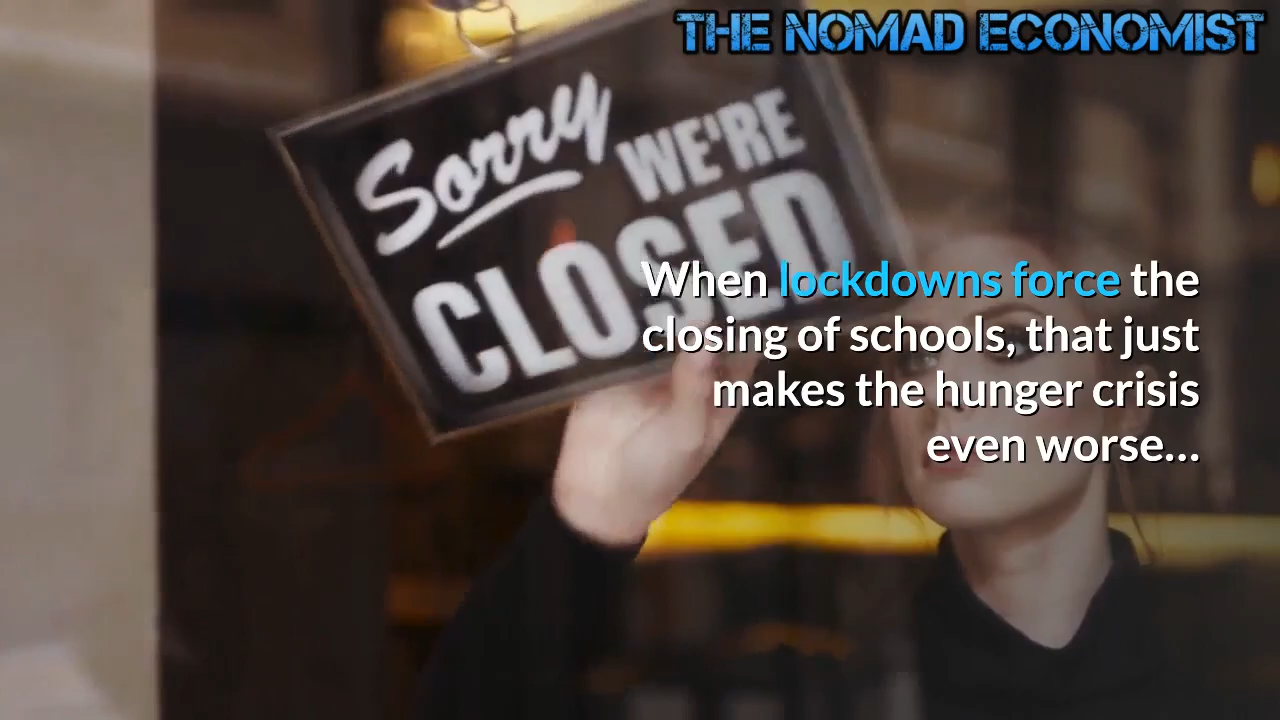 THE NOMAD ECONOMIST
Sorry
WE'RE
CLOSED
When lockdowns force the
closing of schools, that just
makes the hunger crisis
even worse...